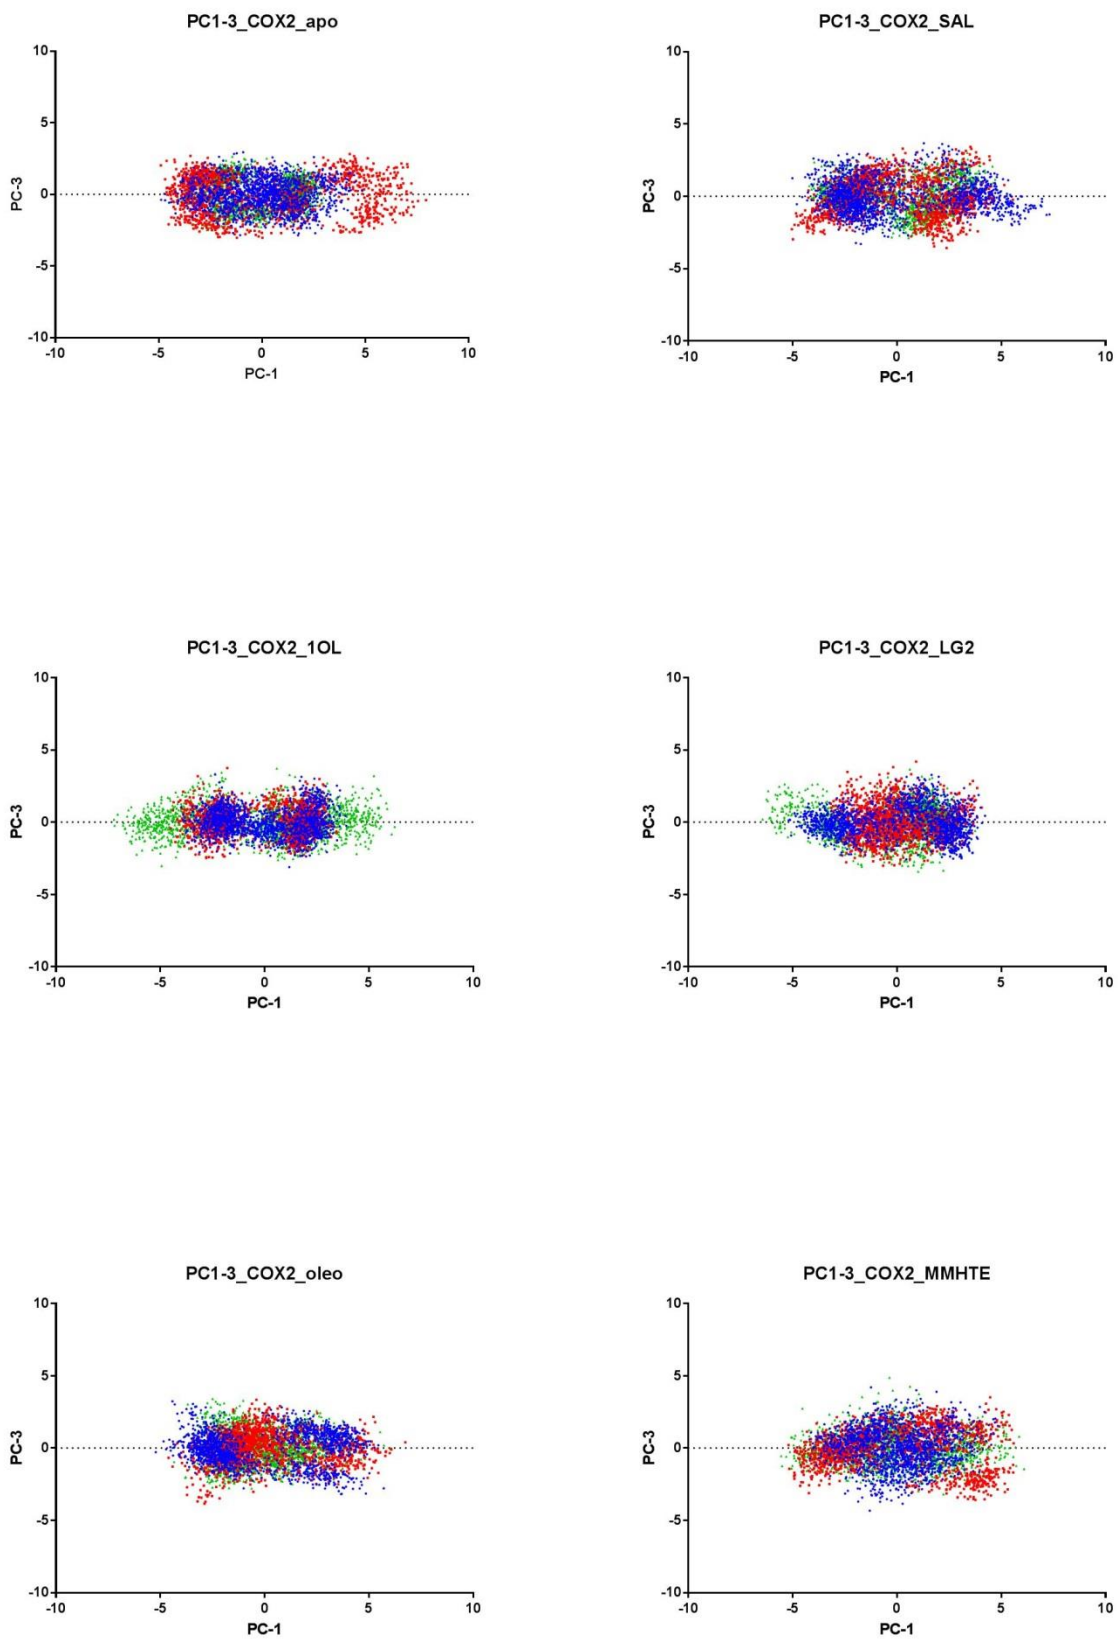 PC1-3_COX2_apo
10
5
0
-5
-10
PC-3
-10 -5 0 5 10
PC-1
PC1-3_COX2_SAL
10
5
0
-5
-10
PC-3
-10 -5 0 5 10
PC-1
PC1-3_COX2_1OL
10
5
0
-5
-10
PC-3
-10 -5 0 5 10
PC-1
PC1-3_COX2_LG2
10
5
0
-5
-10
PC-3
-10 -5 0 5 10
PC-1
PC1-3_COX2_oleo
10
5
0
-5
-10
PC-3
-10 -5 0 5 10
PC-1
PC1-3_COX2_MMHTE
10
5
0
-5
-10
PC-3
-10 -5 0 5 10
PC-1